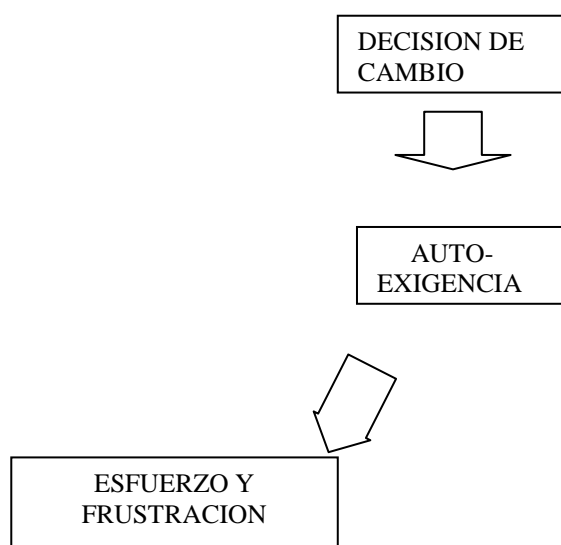 DECISION DE
CAMBIO
AUTO-
EXIGENCIA
ESFUERZO Y
FRUSTRACION